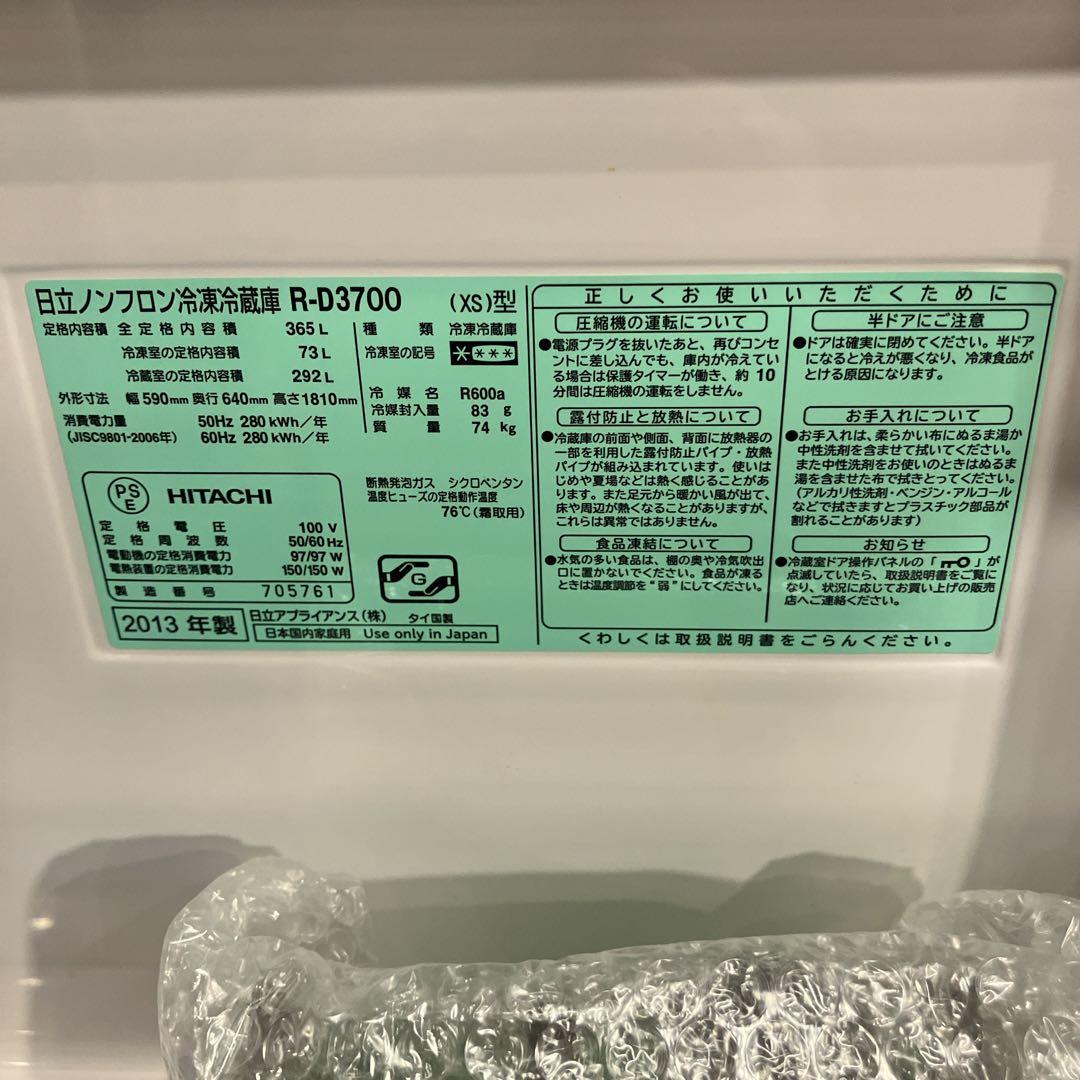 日立ノンフロン冷凍冷蔵庫 R-D3700 (XS)型
定格内容積 全定格内容積 365 L
冷凍室の定格内容積 73 L
冷蔵室の定格内容積 292 L
外形寸法 幅 590mm 奥行 640mm 高さ 1810mm
消費電力量 50Hz 280 kWh/年
(JISC9801-2006年) 60Hz 280 kWh/年
種類 冷凍冷蔵庫
冷凍室の記号 ****
冷媒名 R600a
冷媒封入量 83 g
質量 74 kg
PSE HITACHI
定格電圧 100 V
定格周波数 50/60 Hz
電動機の定格消費電力 97/97 W
電熱装置の定格消費電力 150/150 W
製造番号 705761
断熱発泡ガス シクロペンタン
温度ヒューズの定格動作温度
76℃(霜取用)
G
2013 年製
日立アプライアンス(株) タイ国製
日本国内家庭用 Use only in Japan
正しくお使いいただくために
圧縮機の運転について
●電源プラグを抜いたあと、再びコンセ
ントに差し込んでも、庫内が冷えてい
る場合は保護タイマーが働き、約 10
分間は圧縮機の運転をしません。
露付防止と放熱について
●冷蔵庫の前面や側面、背面に放熱器の
一部を利用した露付防止パイプ・放熱
パイプが組み込まれています。使いは
じめや夏場などは熱く感じることがあ
ります。また足元から暖かい風が出て、
床や周辺が熱くなることがありますが、
これらは異常ではありません。
食品凍結について
●水気の多い食品は、棚の奥や冷気吹出
口に置かないでください。食品が凍る
ときは温度調節を“弱”にしてください。
半ドアにご注意
●ドアは確実に閉めてください。半ドア
になると冷えが悪くなり、冷凍食品が
とける原因になります。
お手入れについて
●お手入れは、柔らかい布にぬるま湯か
中性洗剤を含ませて拭いてください。
また中性洗剤をお使いのときはぬるま
湯を含ませた布で拭きとってください。
(アルカリ性洗剤・ベンジン・アルコール
などで拭きますとプラスチック部品が
割れることがあります)
お知らせ
●冷蔵室ドア操作パネルの「 」が
点滅していたら、取扱説明書をご覧に
なり、状況に応じてお買い上げの販売
店へご連絡ください。
くわしくは取扱説明書をごらんください。